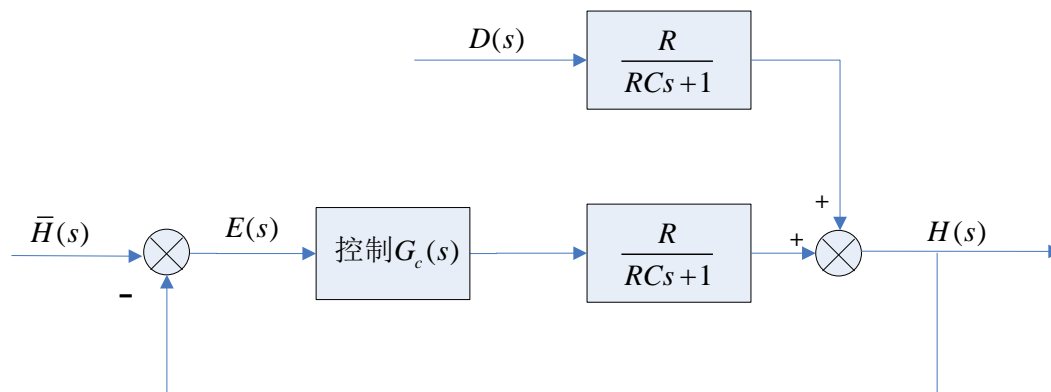 D(s)
R
RCs+1
+
H̅(s)
E(s)
控制G_c(s)
R
RCs+1
+
H(s)
-